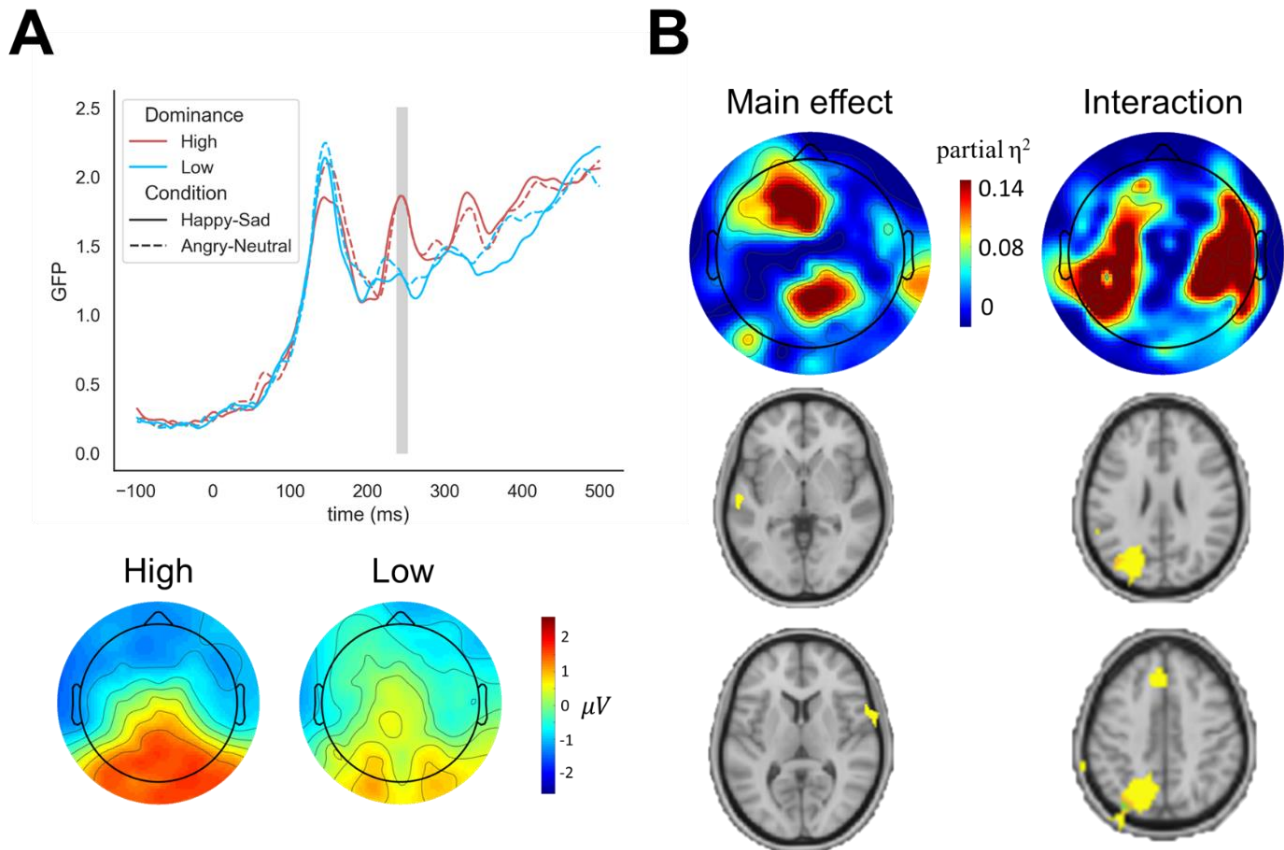 A
Dominance
High
Low
Condition
Happy-Sad
Angry-Neutral
GFP
2.5
2.0
1.5
1.0
0.5
0.0
−100
0
100
200
300
400
500
time (ms)
High
Low
2
1
0
-1
-2
μV
B
Main effect
Interaction
partial η²
0.14
0.08
0